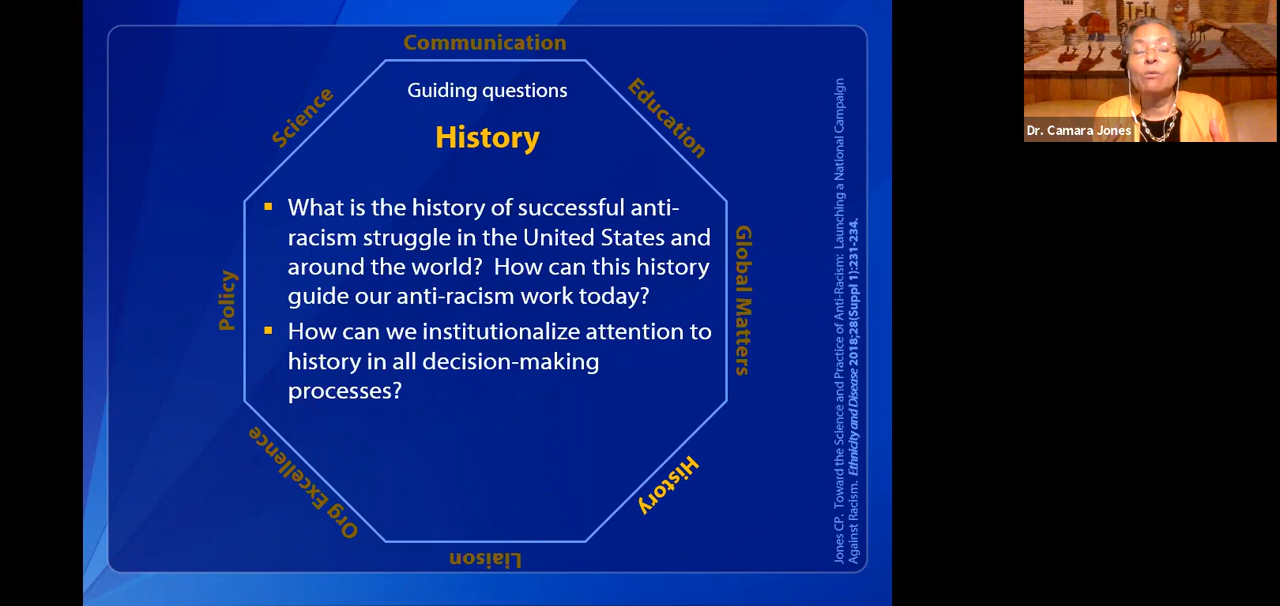 Communication
Science
Education
Guiding questions
History
What is the history of successful anti-
racism struggle in the United States and
around the world? How can this history
guide our anti-racism work today?
How can we institutionalize attention to
history in all decision-making
processes?
Policy
Global Matters
Org Excellence
History
Liaison
Jones CP. Toward the Science and Practice of Anti-Racism: Launching a National Campaign
Against Racism. Ethnicity and Disease 2018;28(Suppl 1):231-234.
Dr. Camara Jones